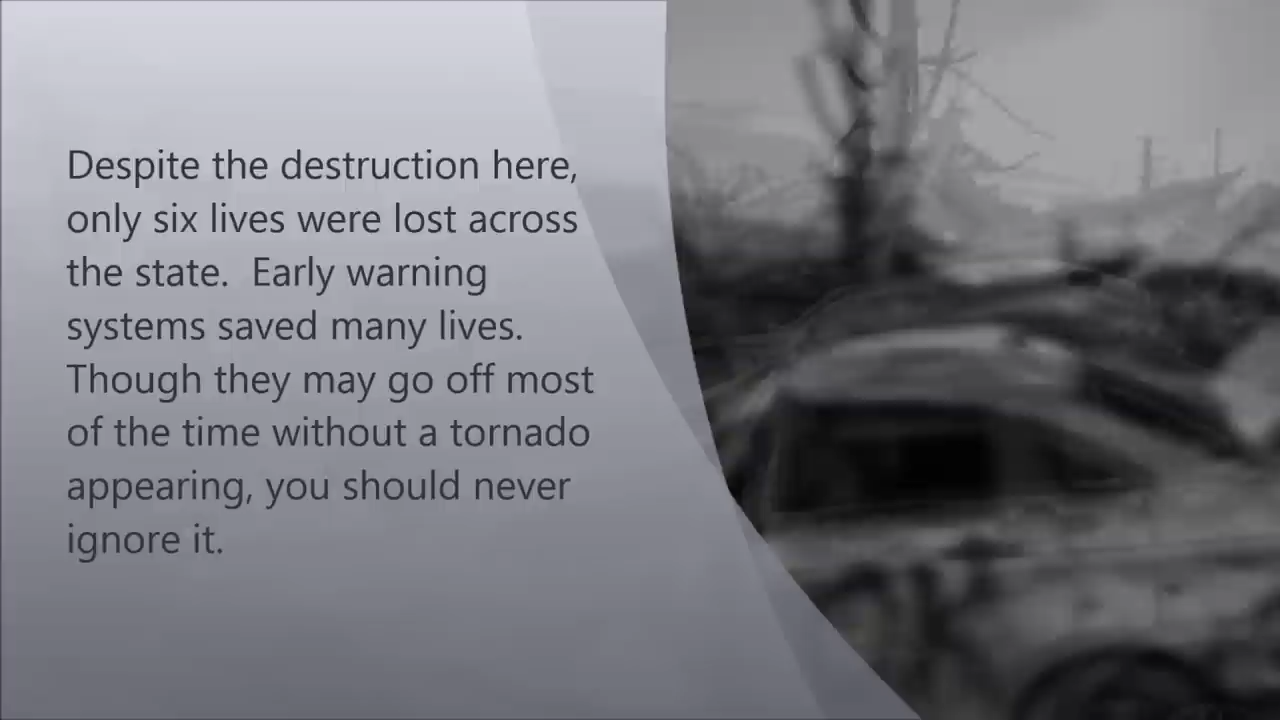 Despite the destruction here,
only six lives were lost across
the state.  Early warning
systems saved many lives.
Though they may go off most
of the time without a tornado
appearing, you should never
ignore it.